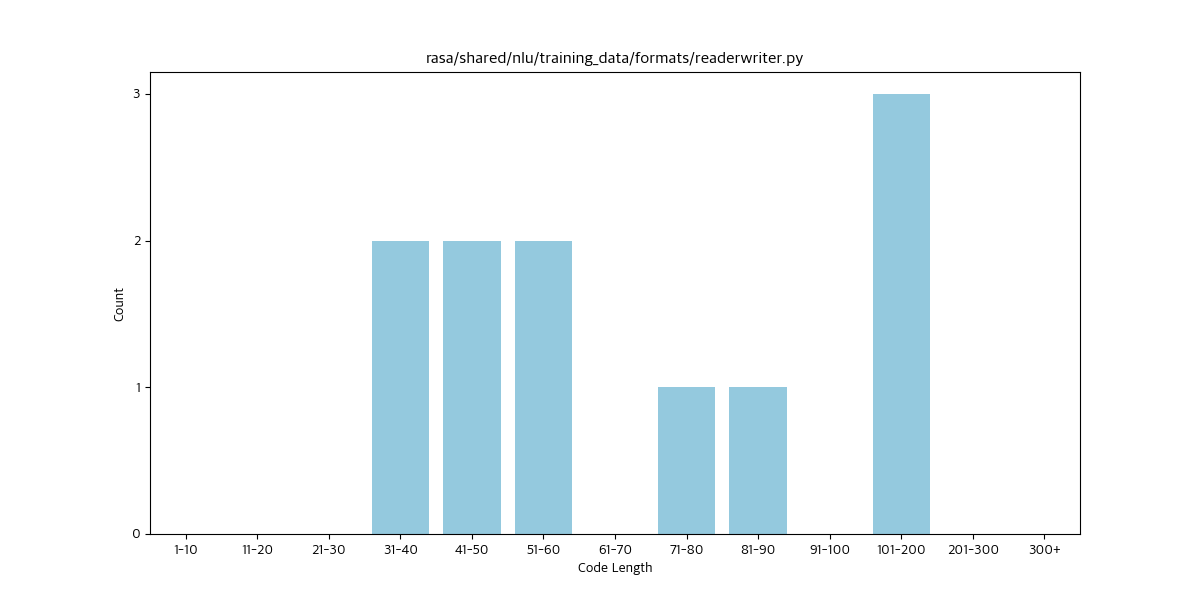 rasa/shared/nlu/training_data/formats/readerwriter.py
3
2
1
0
Count
1-10 11-20 21-30 31-40 41-50 51-60 61-70 71-80 81-90 91-100 101-200 201-300 300+
Code Length